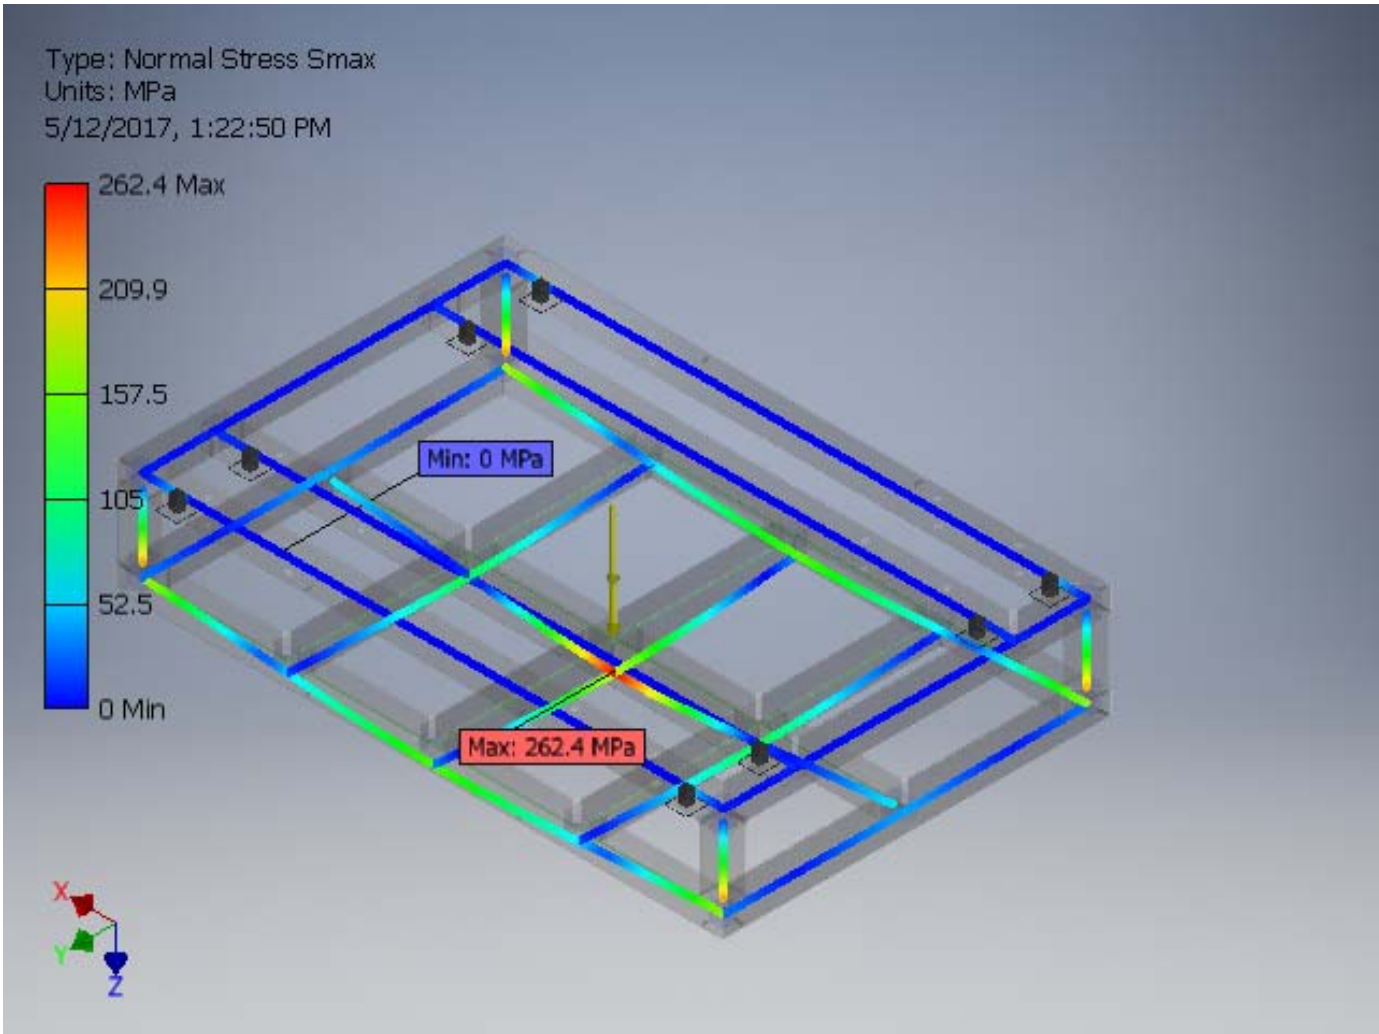 Type: Normal Stress Smax
Units: MPa
5/12/2017, 1:22:50 PM
262.4 Max
209.9
157.5
105
52.5
0 Min
Min: 0 MPa
Max: 262.4 MPa
X
Y
Z